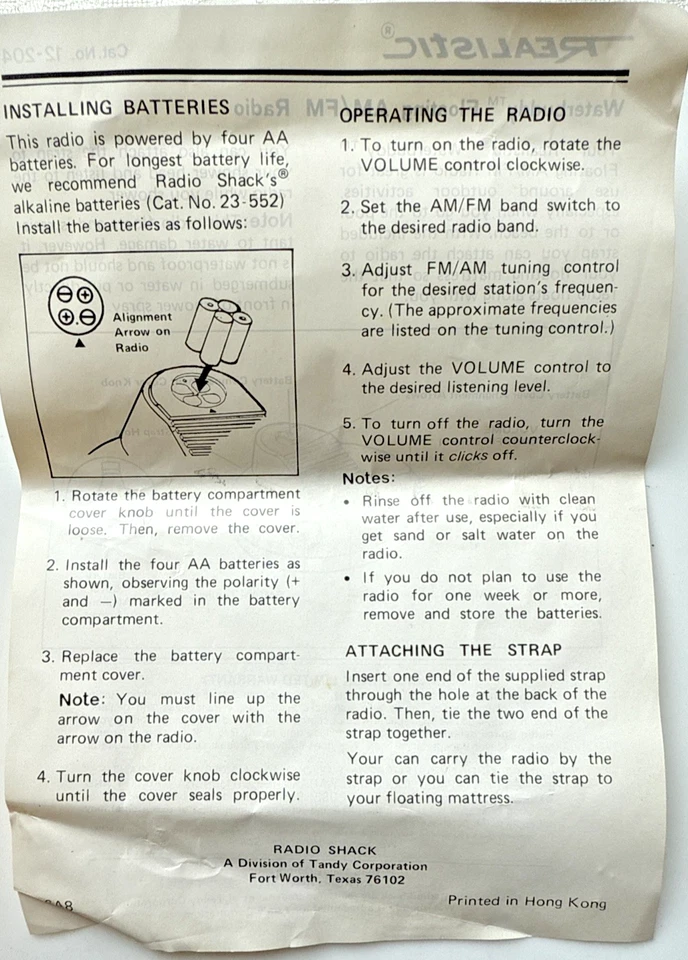 INSTALLING BATTERIES
This radio is powered by four AA
batteries. For longest battery life,
we recommend Radio Shack's®
alkaline batteries (Cat. No. 23-552)
Install the batteries as follows:
Alignment
Arrow on
Radio
1. Rotate the battery compartment
cover knob until the cover is
loose. Then, remove the cover.
2. Install the four AA batteries as
shown, observing the polarity (+
and —) marked in the battery
compartment.
3. Replace the battery compart-
ment cover.
Note: You must line up the
arrow on the cover with the
arrow on the radio.
4. Turn the cover knob clockwise
until the cover seals properly.
OPERATING THE RADIO
1. To turn on the radio, rotate the
VOLUME control clockwise.
2. Set the AM/FM band switch to
the desired radio band.
3. Adjust FM/AM tuning control
for the desired station's frequen-
cy. (The approximate frequencies
are listed on the tuning control.)
4. Adjust the VOLUME control to
the desired listening level.
5. To turn off the radio, turn the
VOLUME control counterclock-
wise until it clicks off.
Notes:
• Rinse off the radio with clean
water after use, especially if you
get sand or salt water on the
radio.
• If you do not plan to use the
radio for one week or more,
remove and store the batteries.
ATTACHING THE STRAP
Insert one end of the supplied strap
through the hole at the back of the
radio. Then, tie the two end of the
strap together.
Your can carry the radio by the
strap or you can tie the strap to
your floating mattress.
RADIO SHACK
A Division of Tandy Corporation
Fort Worth, Texas 76102
Printed in Hong Kong